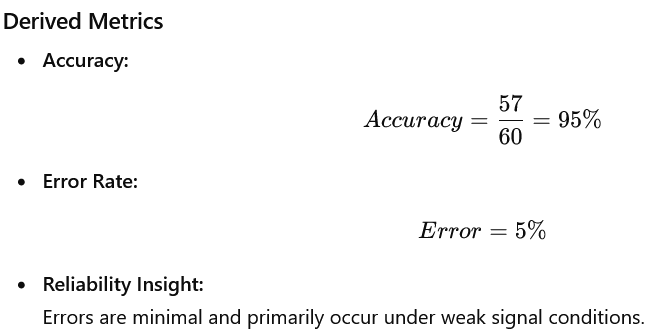 Derived Metrics
• Accuracy:
Accuracy = 57/60 = 95%
• Error Rate:
Error = 5%
• Reliability Insight:
Errors are minimal and primarily occur under weak signal conditions.